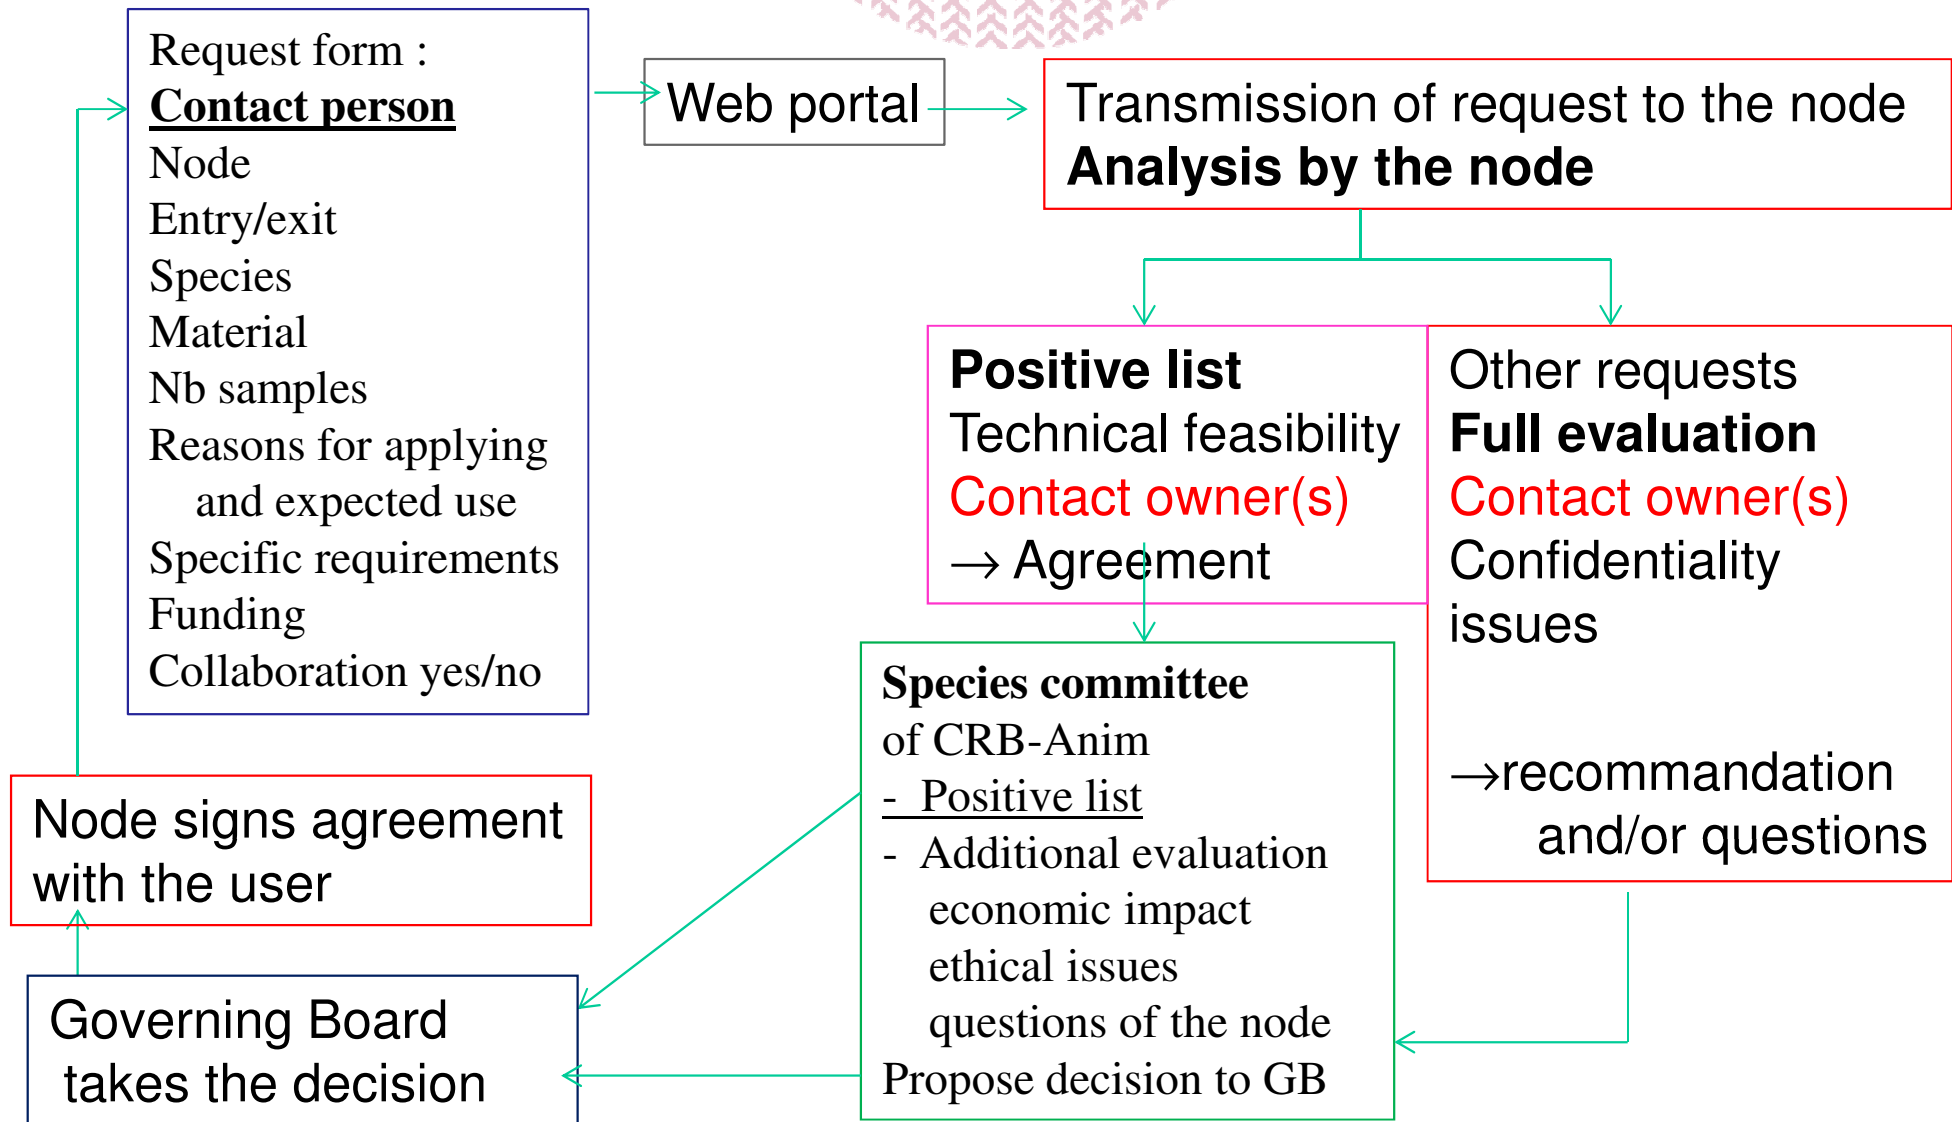 Request form :
Contact person
Node
Entry/exit
Species
Material
Nb samples
Reasons for applying
and expected use
Specific requirements
Funding
Collaboration yes/no
Web portal
Transmission of request to the node
Analysis by the node
Positive list
Technical feasibility
Contact owner(s)
→ Agreement
Other requests
Full evaluation
Contact owner(s)
Confidentiality
issues
→recommandation
and/or questions
Species committee
of CRB-Anim
- Positive list
- Additional evaluation
economic impact
ethical issues
questions of the node
Propose decision to GB
Node signs agreement
with the user
Governing Board
takes the decision